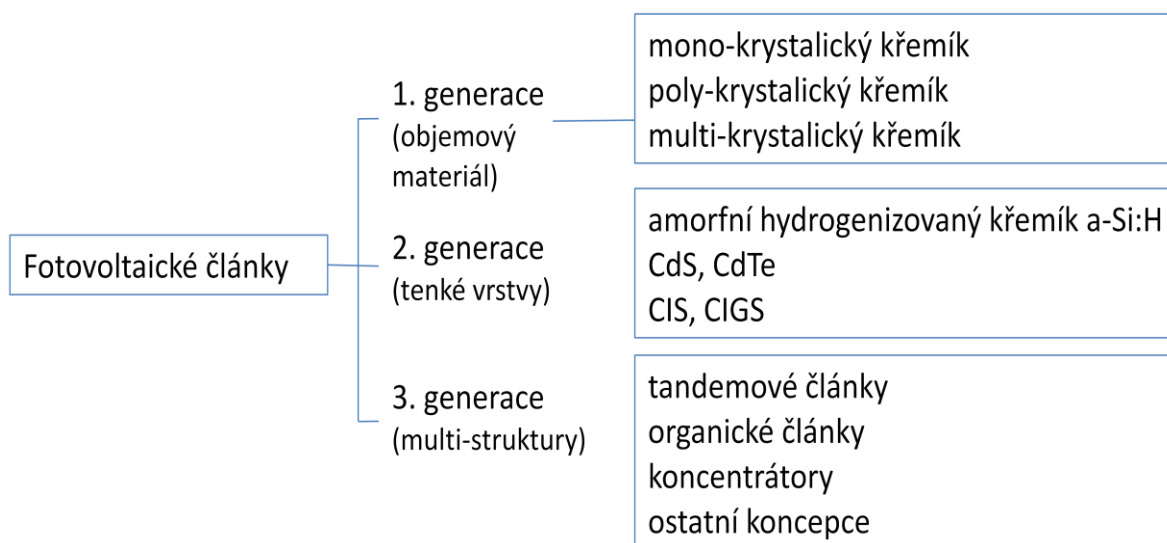 Fotovoltaické články
1. generace
(objemový
materiál)
mono-krystalický křemík
poly-krystalický křemík
multi-krystalický křemík
2. generace
(tenké vrstvy)
amorfní hydrogenizovaný křemík a-Si:H
CdS, CdTe
CIS, CIGS
3. generace
(multi-struktury)
tandemové články
organické články
koncentrátory
ostatní koncepce